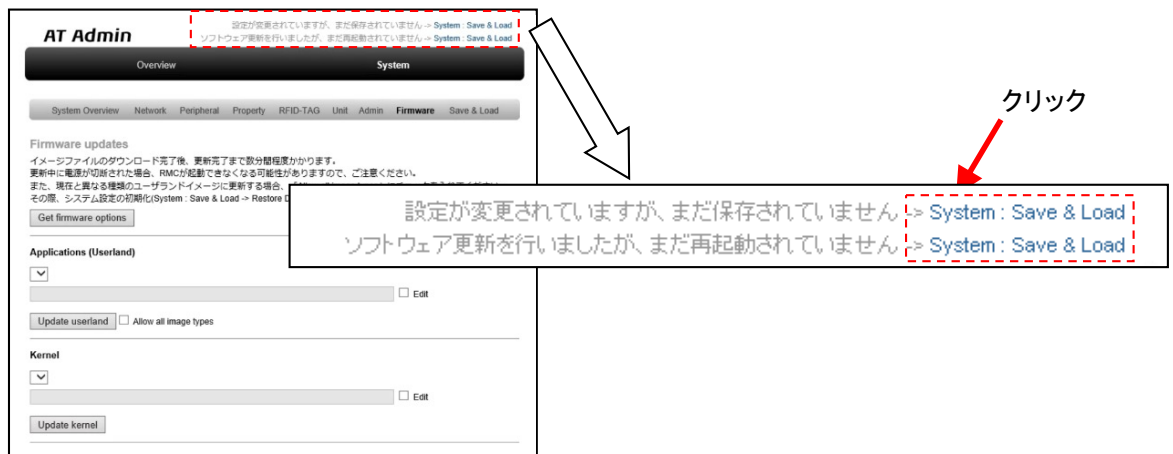 AT Admin
設定が変更されていますが、まだ保存されていません -> System : Save & Load
ソフトウェア更新を行いましたが、まだ再起動されていません -> System : Save & Load
Overview System
System Overview Network Peripheral Property RFID-TAG Unit Admin Firmware Save & Load
Firmware updates
イメージファイルのダウンロード完了後、更新完了まで数分間程度かかります。
更新中に電源が切断された場合、RMCが起動できなくなる可能性がありますので、ご注意ください。
また、現在と異なる種類のユーザランドイメージに更新する場合、
その際、システム設定の初期化(System : Save & Load -> Restore D
Get firmware options
Applications (Userland)
Edit
Update userland Allow all image types
Kernel
Edit
Update kernel
クリック
設定が変更されていますが、まだ保存されていません -> System : Save & Load
ソフトウェア更新を行いましたが、まだ再起動されていません -> System : Save & Load